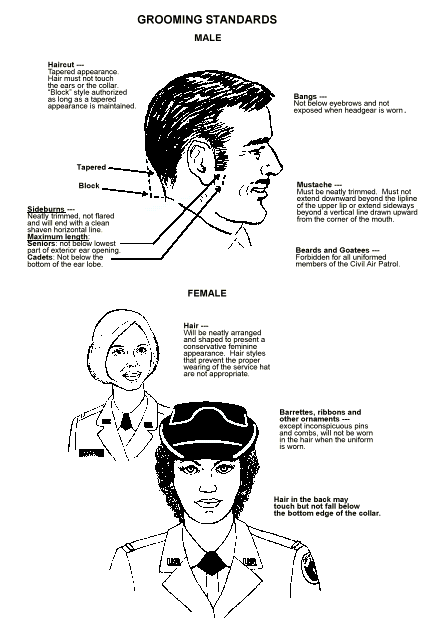 GROOMING STANDARDS
MALE
Haircut ---
Tapered appearance.
Hair must not touch
the ears or the collar.
"Block" style authorized
as long as a tapered
appearance is maintained.
Bangs ---
Not below eyebrows and not
exposed when headgear is worn.
Tapered
Block
Mustache ---
Must be neatly trimmed. Must not
extend downward beyond the lipline
of the upper lip or extend sideways
beyond a vertical line drawn upward
from the corner of the mouth.
Sideburns ---
Neatly trimmed, not flared
and will end with a clean
shaven horizontal line.
Maximum length:
Seniors: not below lowest
part of exterior ear opening.
Cadets: Not below the
bottom of the ear lobe.
Beards and Goatees ---
Forbidden for all uniformed
members of the Civil Air Patrol.
FEMALE
Hair ---
Will be neatly arranged
and shaped to present a
conservative feminine
appearance. Hair styles
that prevent the proper
wearing of the service hat
are not appropriate.
Barrettes, ribbons and
other ornaments ---
except inconspicuous pins
and combs, will not be worn
in the hair when the uniform
is worn.
Hair in the back may
touch but not fall below
the bottom edge of the collar.